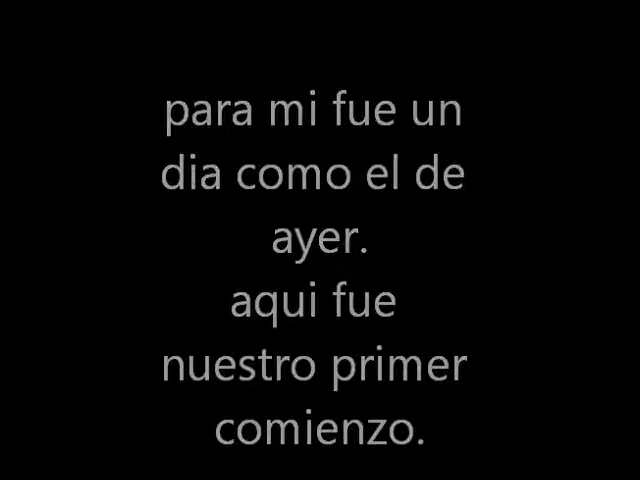 para mi fue un
dia como el de
ayer.
aqui fue
nuestro primer
comienzo.